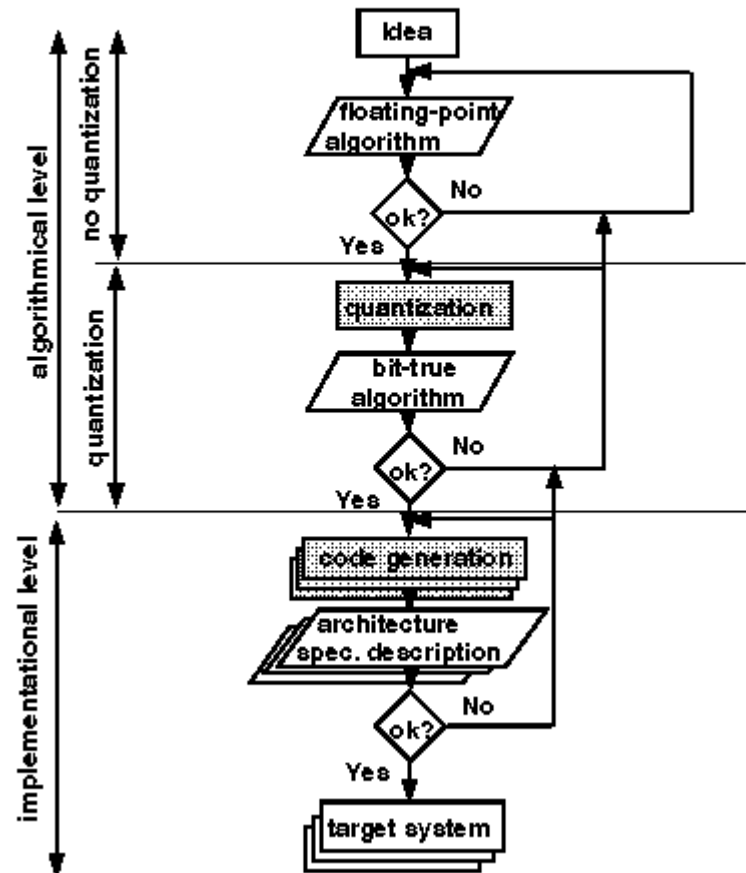 Idea
floating-point
algorithm
No
ok?
Yes
quantization
bit-true
algorithm
No
ok?
Yes
code generation
architecture
spec. description
No
ok?
Yes
target system
algorithmical level
no quantization
quantization
implementational level